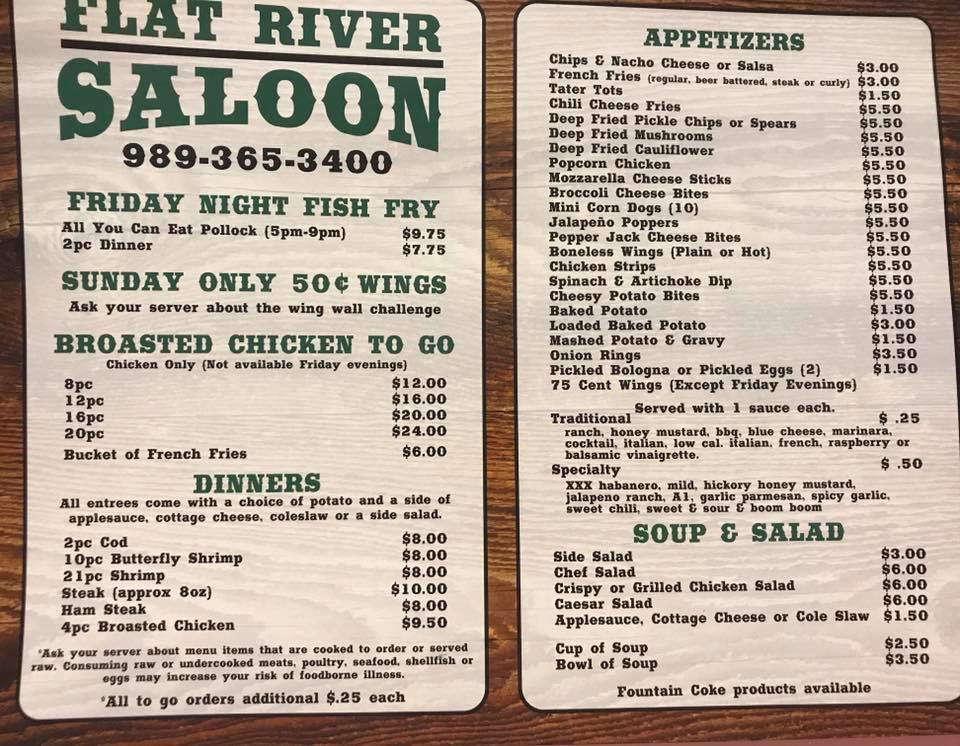 FLAT RIVER
SALOON
989-365-3400
FRIDAY NIGHT FISH FRY
All You Can Eat Pollock (5pm-9pm) $9.75
2pc Dinner $7.75
SUNDAY ONLY 50¢ WINGS
Ask your server about the wing wall challenge
BROASTED CHICKEN TO GO
Chicken Only (Not available Friday evenings)
8pc $12.00
12pc $16.00
16pc $20.00
20pc $24.00
Bucket of French Fries $6.00
DINNERS
All entrees come with a choice of potato and a side of
applesauce, cottage cheese, coleslaw or a side salad.
2pc Cod $8.00
10pc Butterfly Shrimp $8.00
21pc Shrimp $8.00
Steak (approx 8oz) $10.00
Ham Steak $8.00
4pc Broasted Chicken $9.50
*Ask your server about menu items that are cooked to order or served
raw. Consuming raw or undercooked meats, poultry, seafood, shellfish or
eggs may increase your risk of foodborne illness.
*All to go orders additional $.25 each
APPETIZERS
Chips & Nacho Cheese or Salsa $3.00
French Fries (regular, beer battered, steak or curly) $3.00
Tater Tots $1.50
Chili Cheese Fries $5.50
Deep Fried Pickle Chips or Spears $5.50
Deep Fried Mushrooms $5.50
Deep Fried Cauliflower $5.50
Popcorn Chicken $5.50
Mozzarella Cheese Sticks $5.50
Broccoli Cheese Bites $5.50
Mini Corn Dogs (10) $5.50
Jalapeño Poppers $5.50
Pepper Jack Cheese Bites $5.50
Boneless Wings (Plain or Hot) $5.50
Chicken Strips $5.50
Spinach & Artichoke Dip $5.50
Cheesy Potato Bites $5.50
Baked Potato $1.50
Loaded Baked Potato $3.00
Mashed Potato & Gravy $1.50
Onion Rings $3.50
Pickled Bologna or Pickled Eggs (2) $1.50
75 Cent Wings (Except Friday Evenings)
Served with 1 sauce each.
Traditional $ .25
ranch, honey mustard, bbq, blue cheese, marinara,
cocktail, italian, low cal. italian, french, raspberry or
balsamic vinaigrette.
Specialty $ .50
XXX habanero, mild, hickory honey mustard,
jalapeno ranch, A1, garlic parmesan, spicy garlic,
sweet chili, sweet & sour & boom boom
SOUP & SALAD
Side Salad $3.00
Chef Salad $6.00
Crispy or Grilled Chicken Salad $6.00
Caesar Salad $6.00
Applesauce, Cottage Cheese or Cole Slaw $1.50
Cup of Soup $2.50
Bowl of Soup $3.50
Fountain Coke products available